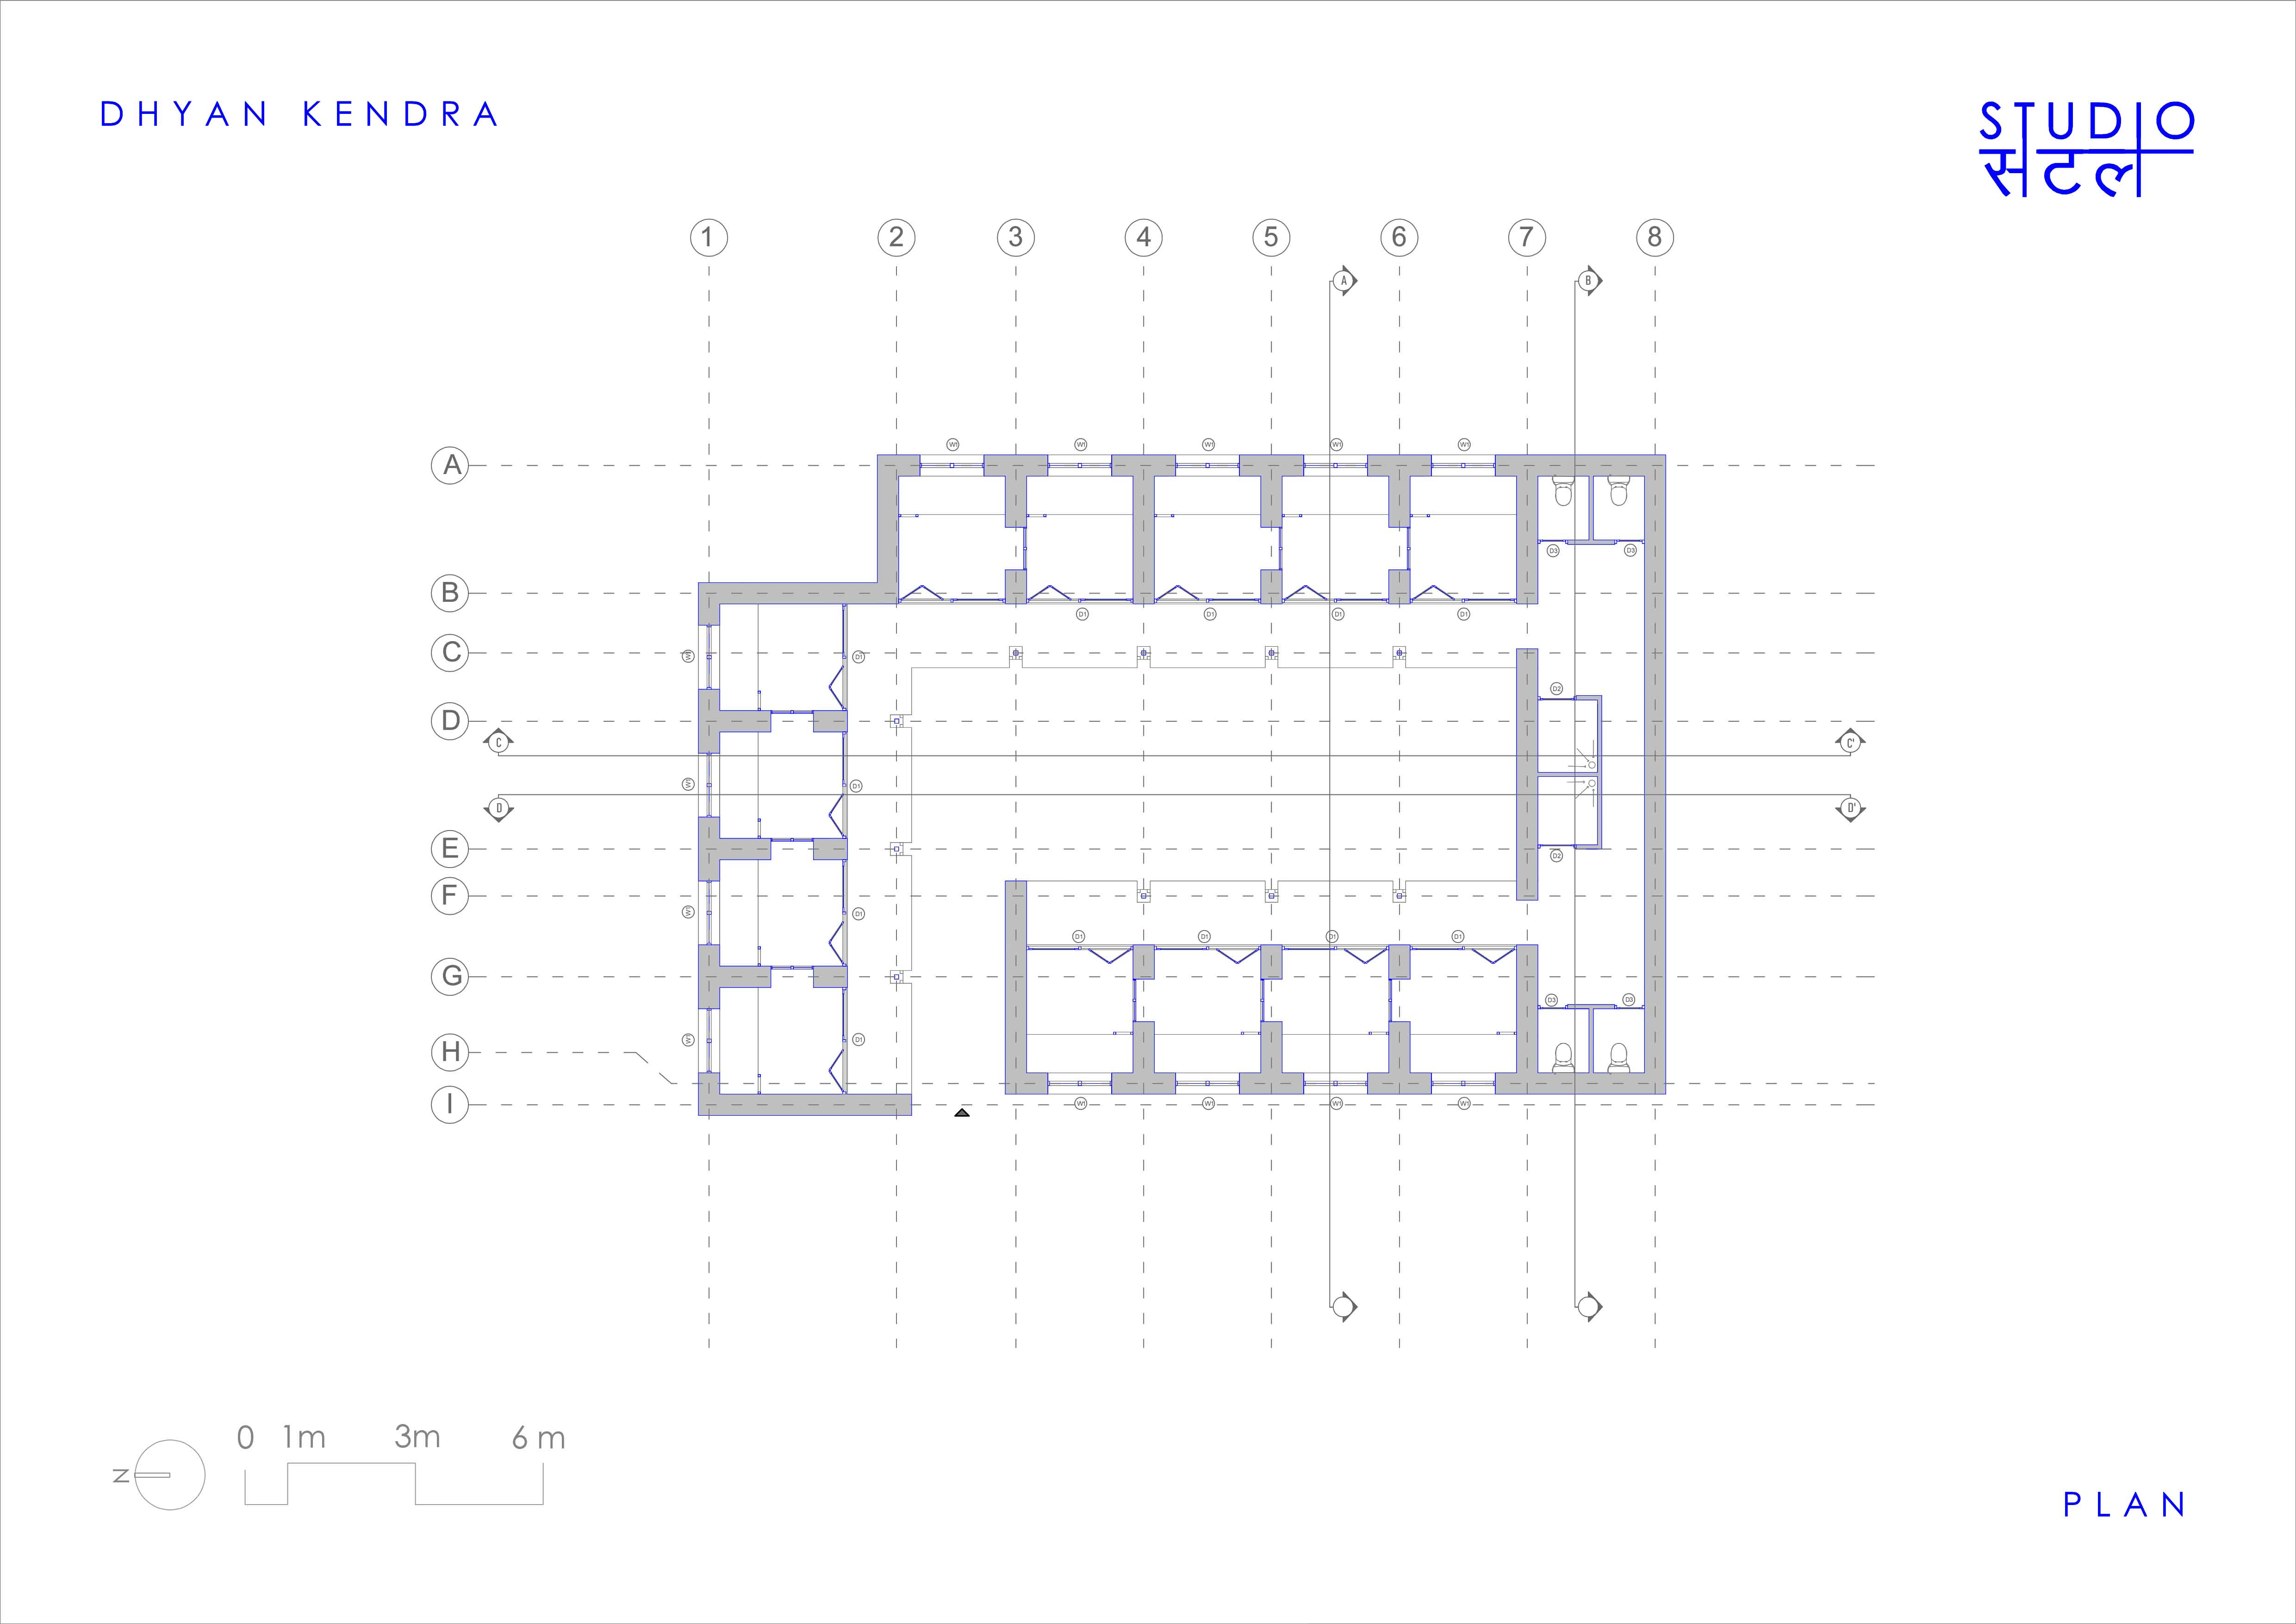 DHYAN KENDRA
STUDIO
सटल
1 2 3 4 5 6 7 8
A B
A
W1 W1 W1 W1 W1
B
D3 D3
D1 D1 D1 D1
C
W1 D1
D2
D
C C'
W1 D1
D D'
E
D2
F
W1 D1
D1 D1 D1 D1
G
D3 D3
W1 D1
H
I
W1 W1 W1 W1
0 1m 3m 6 m
N
PLAN